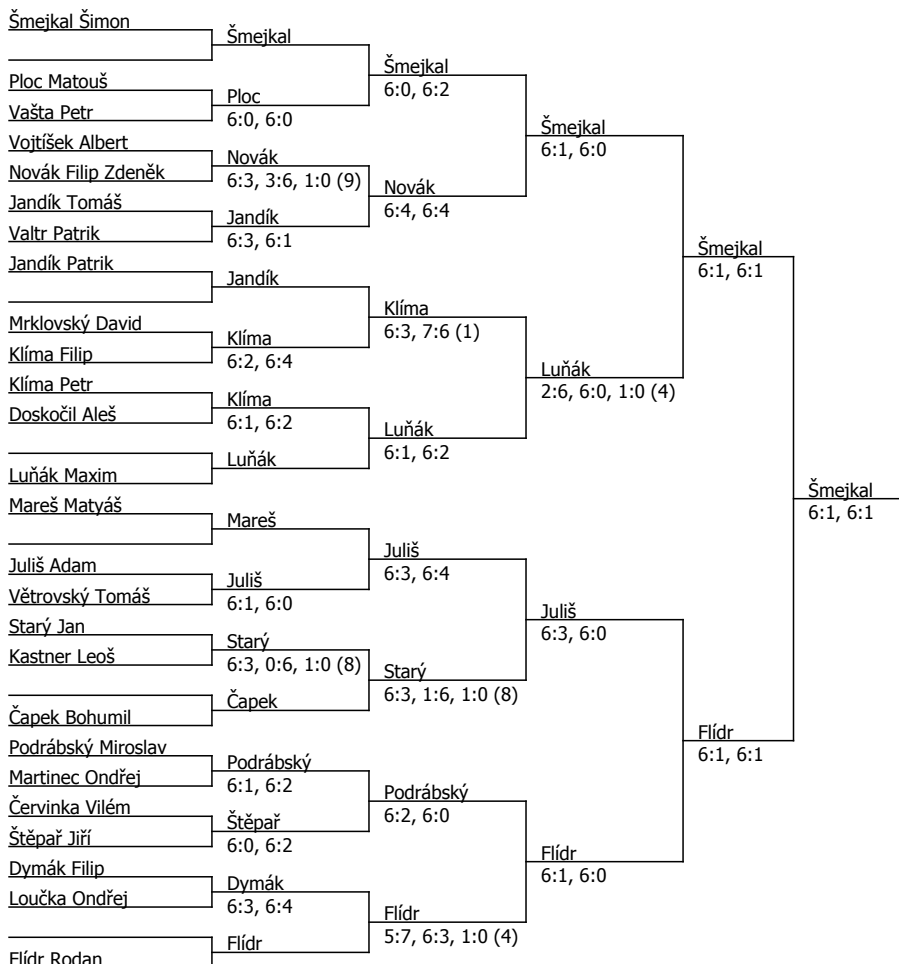 Šmejkal Šimon
Šmejkal
Šmejkal
6:0, 6:2
Ploc Matouš
Ploc
6:0, 6:0
Vašta Petr
Šmejkal
6:1, 6:0
Vojtíšek Albert
Novák
6:3, 3:6, 1:0 (9)
Novák Filip Zdeněk
Novák
6:4, 6:4
Jandík Tomáš
Jandík
6:3, 6:1
Valtr Patrik
Šmejkal
6:1, 6:1
Jandík Patrik
Jandík
Klíma
6:3, 7:6 (1)
Mrklovský David
Klíma
6:2, 6:4
Klíma Filip
Luňák
2:6, 6:0, 1:0 (4)
Klíma Petr
Klíma
6:1, 6:2
Doskočil Aleš
Luňák
6:1, 6:2
Luňák
Luňák Maxim
Šmejkal
6:1, 6:1
Mareš Matyáš
Mareš
Juliš
6:3, 6:4
Juliš Adam
Juliš
6:1, 6:0
Větrovský Tomáš
Juliš
6:3, 6:0
Starý Jan
Starý
6:3, 0:6, 1:0 (8)
Kastner Leoš
Starý
6:3, 1:6, 1:0 (8)
Čapek
Čapek Bohumil
Flídr
6:1, 6:1
Podrábský Miroslav
Podrábský
6:1, 6:2
Martinec Ondřej
Podrábský
6:2, 6:0
Červinka Vilém
Štěpař
6:0, 6:2
Štěpař Jiří
Flídr
6:1, 6:0
Dymák Filip
Dymák
6:3, 6:4
Loučka Ondřej
Flídr
5:7, 6:3, 1:0 (4)
Flídr
Flídr Rodan